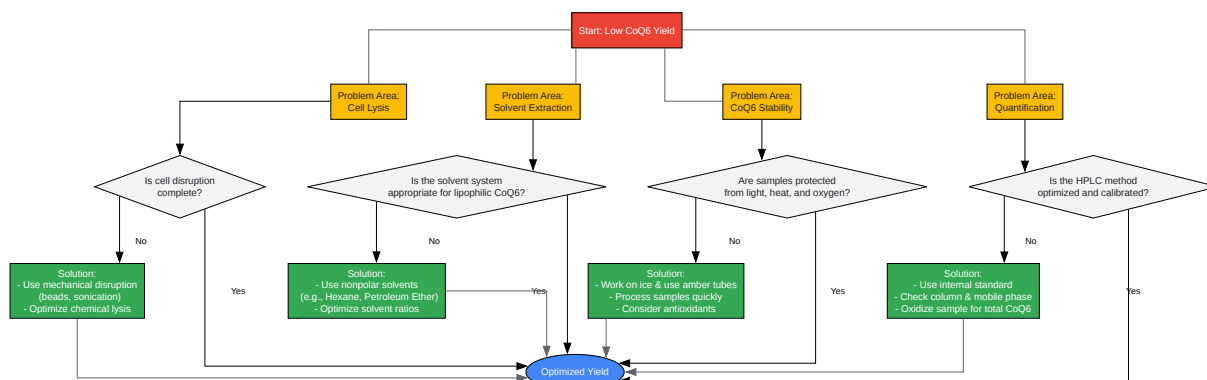 Start: Low CoQ6 Yield
Problem Area:
Cell Lysis
Problem Area:
Solvent Extraction
Problem Area:
CoQ6 Stability
Problem Area:
Quantification
Is cell disruption
complete?
Is the solvent system
appropriate for lipophilic CoQ6?
Are samples protected
from light, heat, and oxygen?
Is the HPLC method
optimized and calibrated?
No
No
No
No
Solution:
- Use mechanical disruption
(beads, sonication)
- Optimize chemical lysis
Yes
Solution:
- Use nonpolar solvents
(e.g., Hexane, Petroleum Ether)
- Optimize solvent ratios
Yes
Solution:
- Work on ice & use amber tubes
- Process samples quickly
- Consider antioxidants
Yes
Solution:
- Use internal standard
- Check column & mobile phase
- Oxidize sample for total CoQ6
Yes
Optimized Yield